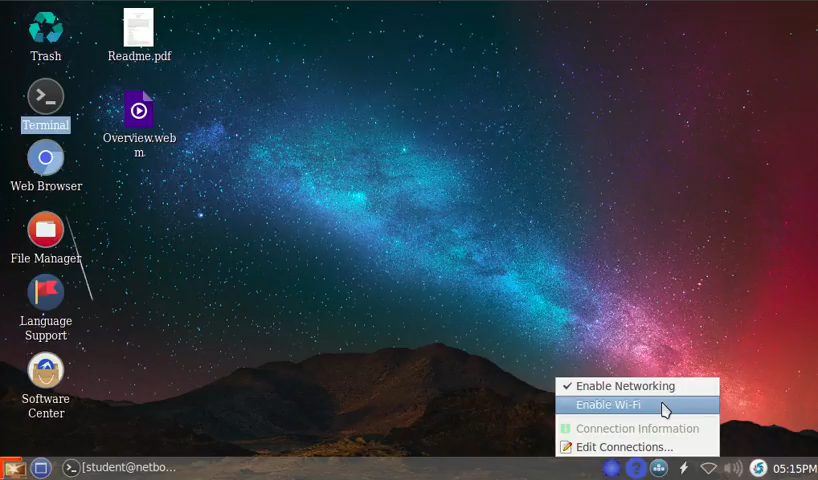 Trash
Readme.pdf
Terminal
Overview.web
m
Web Browser
File Manager
Language
Support
Software
Center
✓ Enable Networking
Enable Wi-Fi
Connection Information
Edit Connections...
[student@netbo...
05:15PM